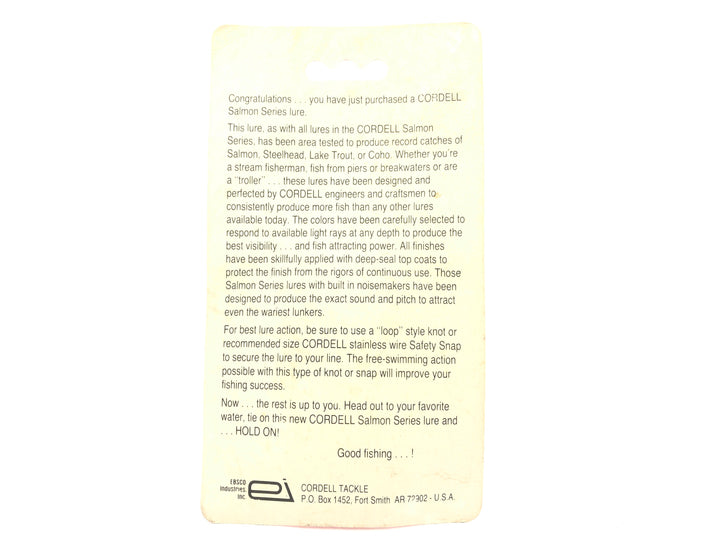 Congratulations . . . you have just purchased a CORDELL
Salmon Series lure.
This lure, as with all lures in the CORDELL Salmon
Series, has been area tested to produce record catches of
Salmon, Steelhead, Lake Trout, or Coho. Whether you're
a stream fisherman, fish from piers or breakwaters or are
a "troller" . . . these lures have been designed and
perfected by CORDELL engineers and craftsmen to
consistently produce more fish than any other lures
available today. The colors have been carefully selected to
respond to available light rays at any depth to produce the
best visibility . . . and fish attracting power. All finishes
have been skillfully applied with deep-seal top coats to
protect the finish from the rigors of continuous use. Those
Salmon Series lures with built in noisemakers have been
designed to produce the exact sound and pitch to attract
even the wariest lunkers.
For best lure action, be sure to use a "loop" style knot or
recommended size CORDELL stainless wire Safety Snap
to secure the lure to your line. The free-swimming action
possible with this type of knot or snap will improve your
fishing success.
Now . . . the rest is up to you. Head out to your favorite
water, tie on this new CORDELL Salmon Series lure and
. . . HOLD ON!
Good fishing . . . !
EBSCO
Industries,
Inc.
ei
CORDELL TACKLE
P.O. Box 1452, Fort Smith AR 72902 - U.S.A.